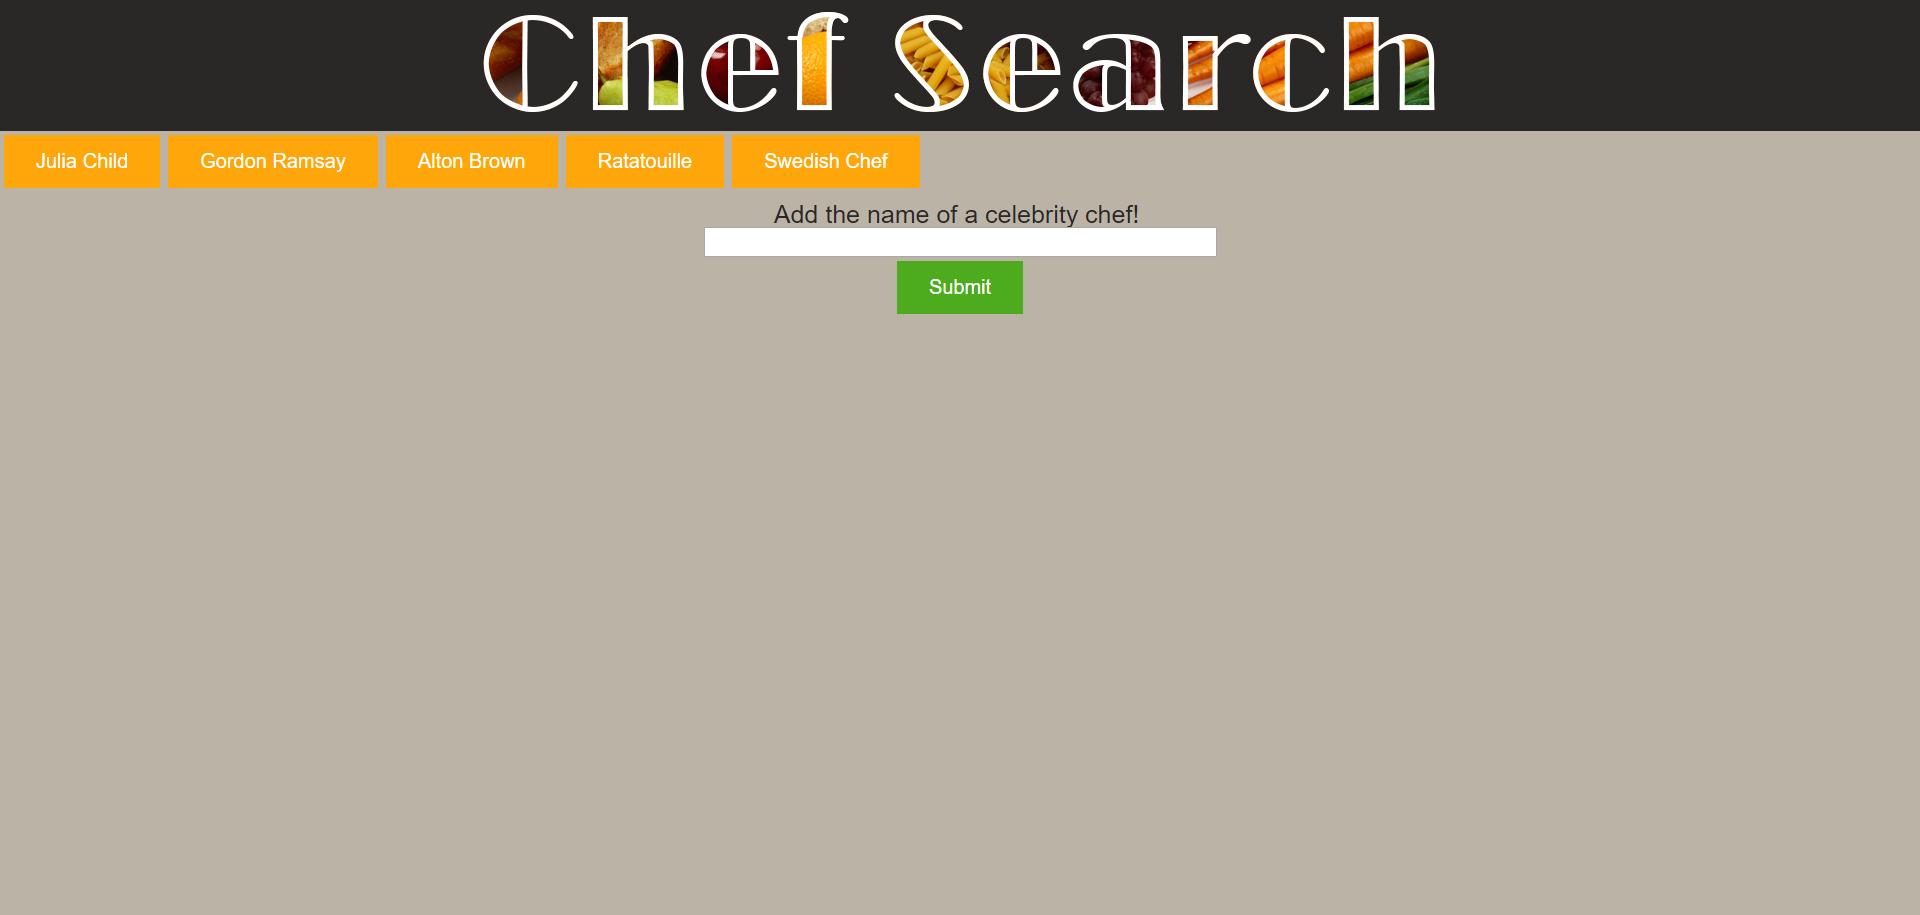 Chef Search
Julia Child Gordon Ramsay Alton Brown Ratatouille Swedish Chef
Add the name of a celebrity chef!
Submit